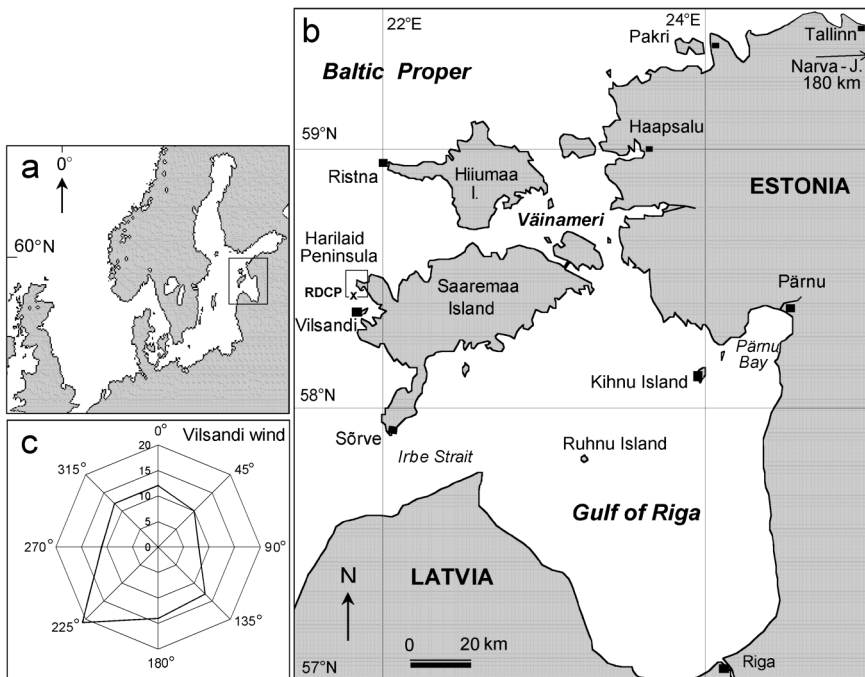 a
0°
60°N
b
22°E
24°E
Pakri
Tallinn
Narva-J.
180 km
Baltic Proper
59°N
Haapsalu
Ristna
Hiiumaa
I.
ESTONIA
Väinameri
Harilaid
Peninsula
RDCP
x
Saaremaa
Island
Vilsandi
Pärnu
Pärnu
Bay
Kihnu Island
58°N
Sõrve
Irbe Strait
Ruhnu Island
Gulf of Riga
LATVIA
N
0 20 km
57°N
Riga
c
Vilsandi wind
0°
20
15
10
5
0
45°
90°
135°
180°
225°
270°
315°